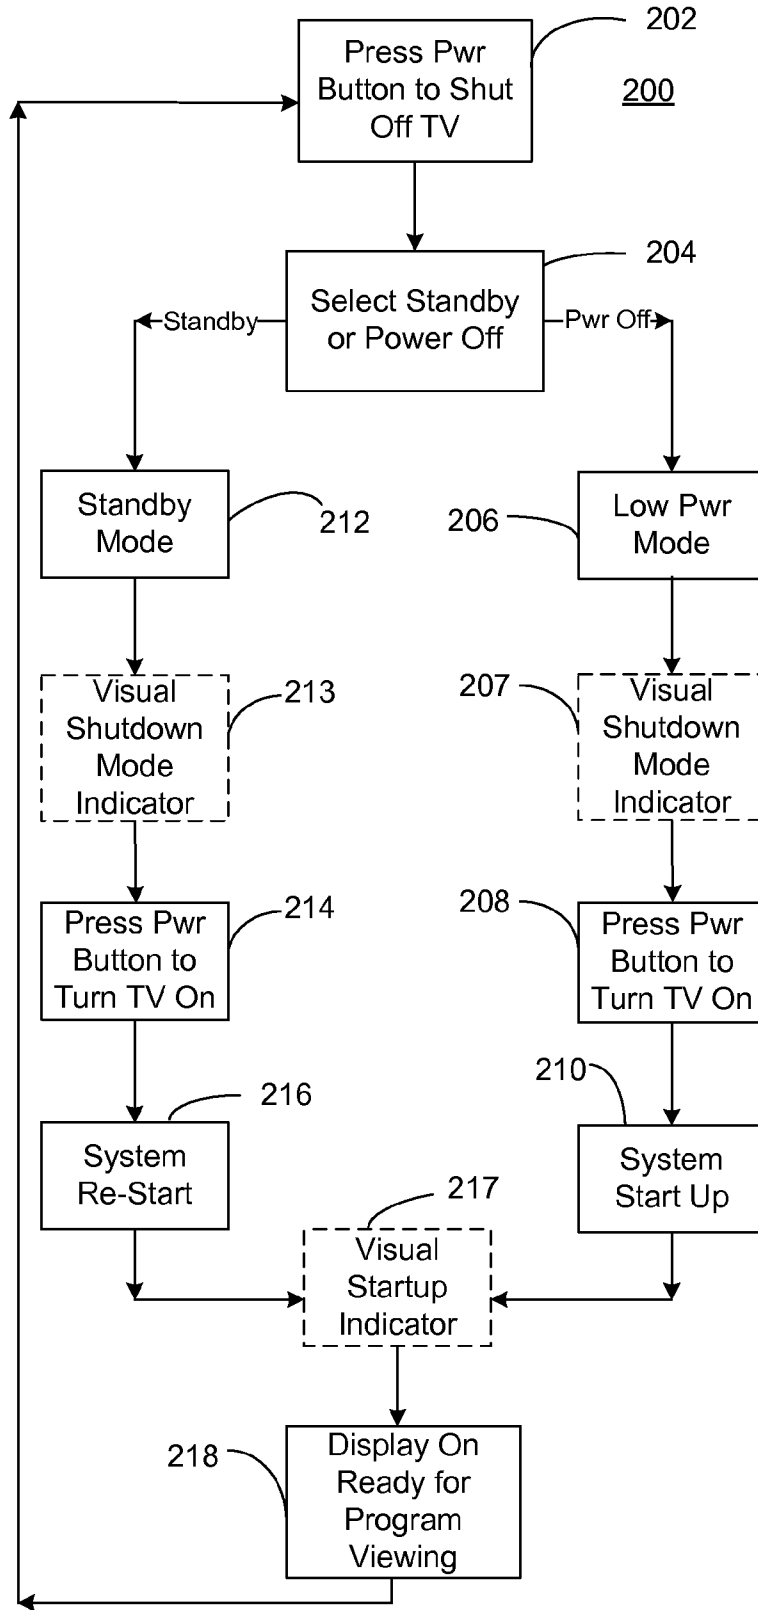 Press Pwr
Button to Shut
Off TV
202
200
Select Standby
or Power Off
204
Standby
Pwr Off
Standby
Mode
212
206
Low Pwr
Mode
Visual
Shutdown
Mode
Indicator
213
207
Visual
Shutdown
Mode
Indicator
Press Pwr
Button to
Turn TV On
214
208
Press Pwr
Button to
Turn TV On
System
Re-Start
216
210
System
Start Up
217
Visual
Startup
Indicator
218
Display On
Ready for
Program
Viewing